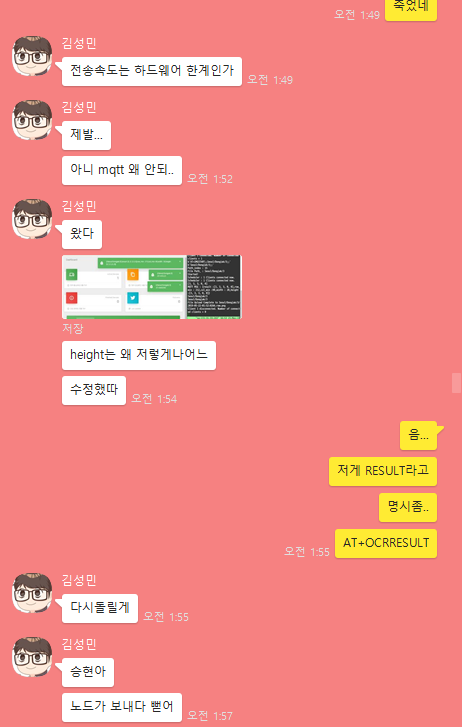 죽었네
오전 1:49
김성민
전송속도는 하드웨어 한계인가
오전 1:49
김성민
제발...
아니 mqtt 왜 안되..
오전 1:52
김성민
왔다
저장
height는 왜 저렇게나어느
수정했따
오전 1:54
음...
저게 RESULT라고
명시좀..
AT+OCRRESULT
오전 1:55
김성민
다시돌릴게
오전 1:55
김성민
승현아
노드가 보내다 뻗어
오전 1:57